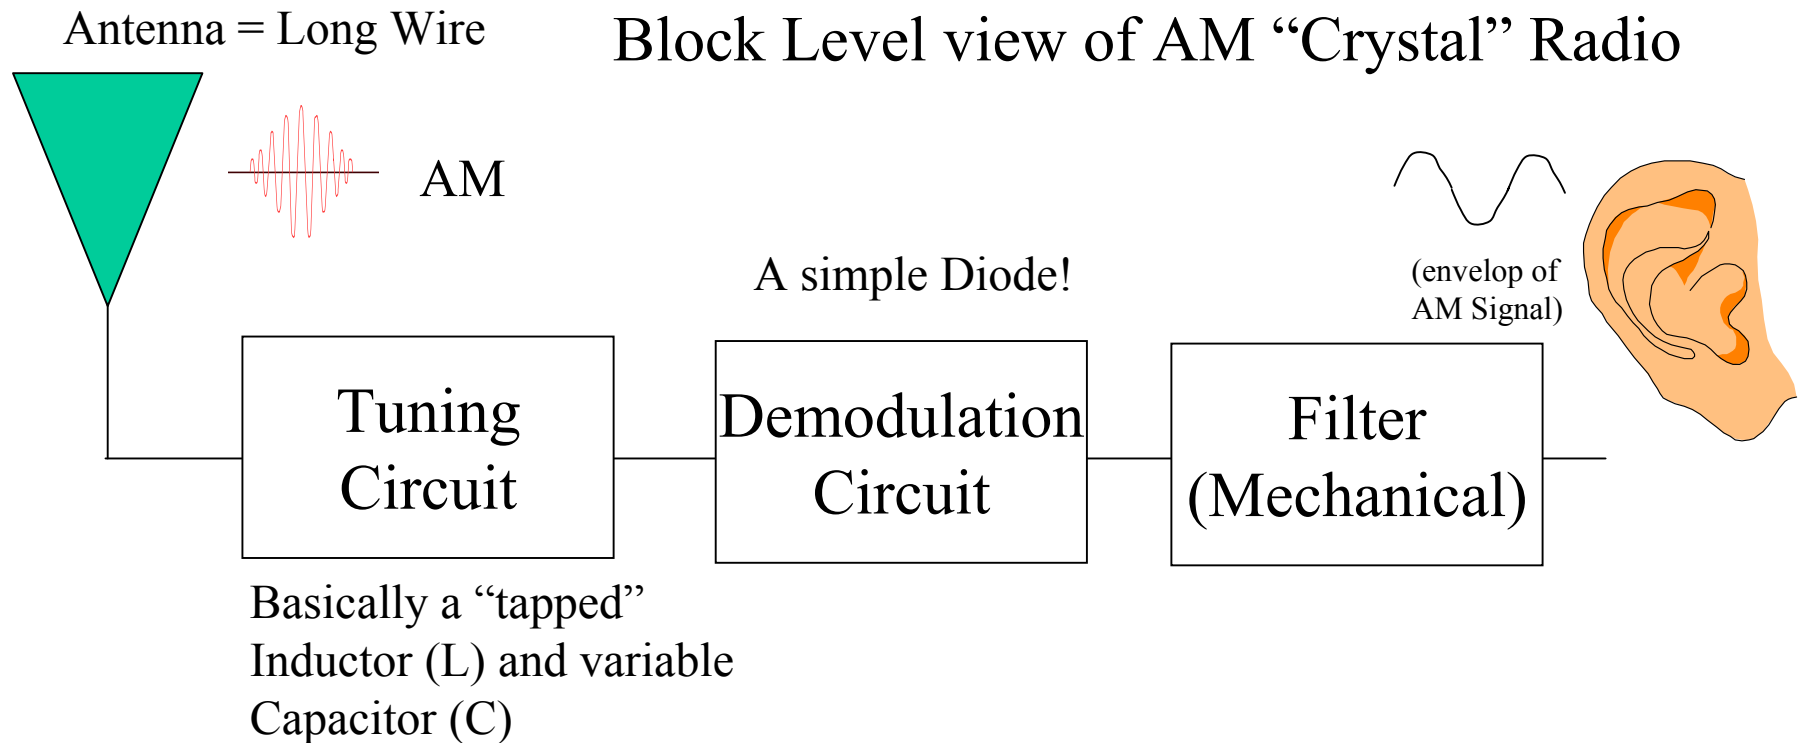 Antenna = Long Wire
Block Level view of AM “Crystal” Radio
AM
A simple Diode!
(envelop of
AM Signal)
Tuning
Circuit
Demodulation
Circuit
Filter
(Mechanical)
Basically a “tapped”
Inductor (L) and variable
Capacitor (C)